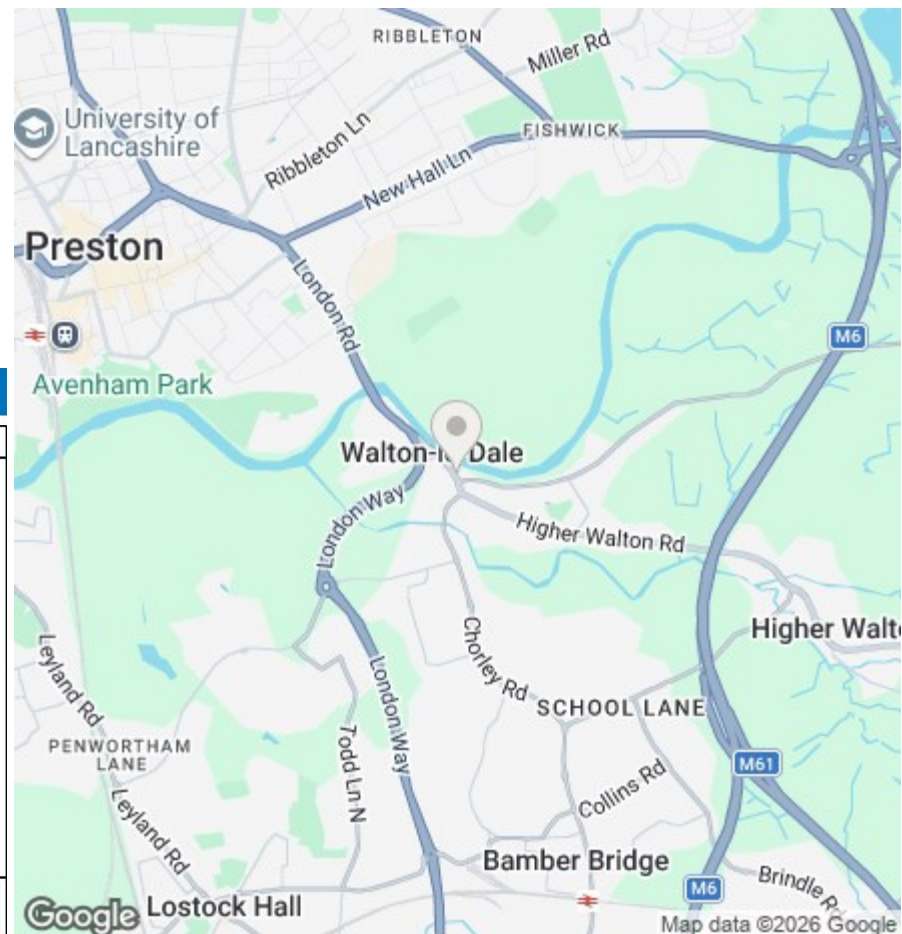 RIBBLETON
Miller Rd
University of
Lancashire
Ribbleton Ln
FISHWICK
New Hall Ln
Preston
London Rd
M6
Avenham Park
Walton-le-Dale
London Way
Higher Walton Rd
Chorley Rd
Higher Walto
Leyland Rd
London Way
SCHOOL LANE
Todd Ln N
PENWORTHAM
LANE
M61
Collins Rd
Leyland Rd
Bamber Bridge
Brindle Rd
M6
Google
Lostock Hall
Map data ©2026 Google